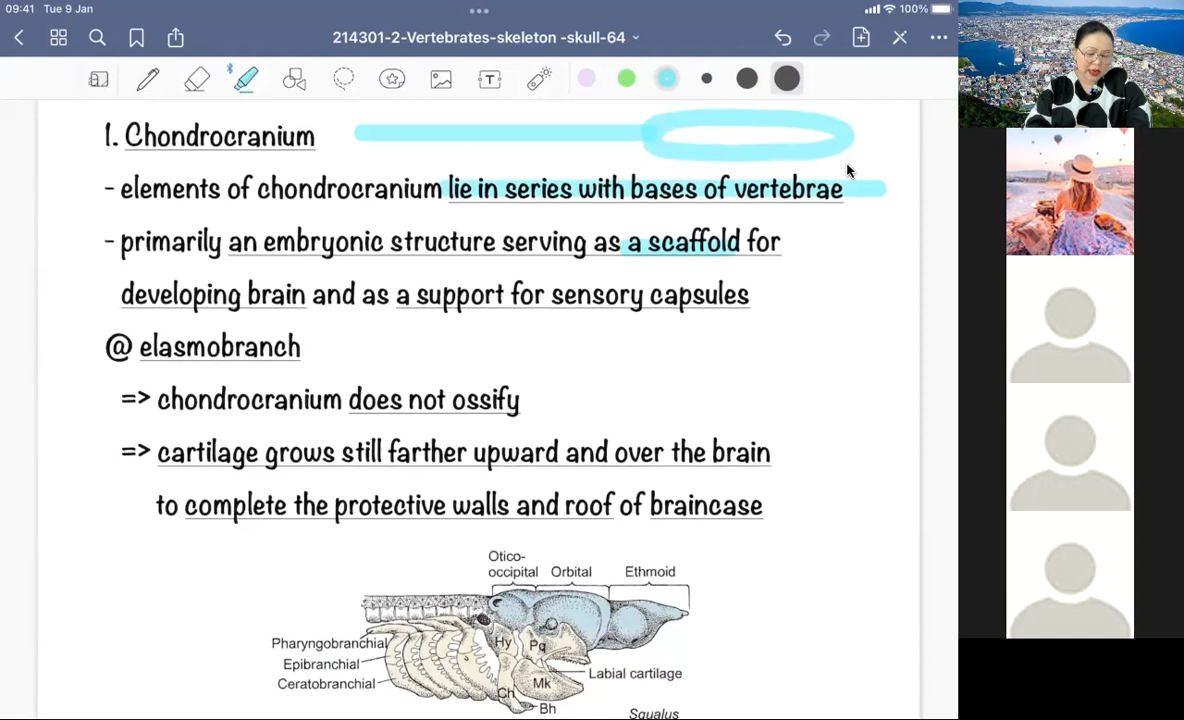 09:41 Tue 9 Jan
100%
214301-2-Vertebrates-skeleton -skull-64
1. Chondrocranium
- elements of chondrocranium lie in series with bases of vertebrae
- primarily an embryonic structure serving as a scaffold for
developing brain and as a support for sensory capsules
@ elasmobranch
=> chondrocranium does not ossify
=> cartilage grows still farther upward and over the brain
to complete the protective walls and roof of braincase
Otico-
occipital Orbital Ethmoid
Pharyngobranchial
Epibranchial
Ceratobranchial
Hy
Pq
Labial cartilage
Mk
Ch
Bh
Squalus